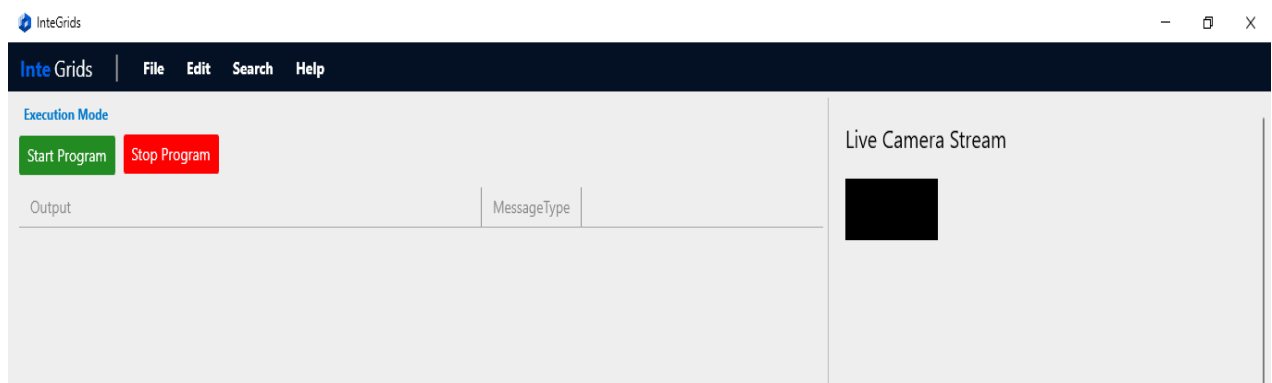 InteGrids
Inte Grids File Edit Search Help
Execution Mode
Start Program Stop Program
Output MessageType
Live Camera Stream